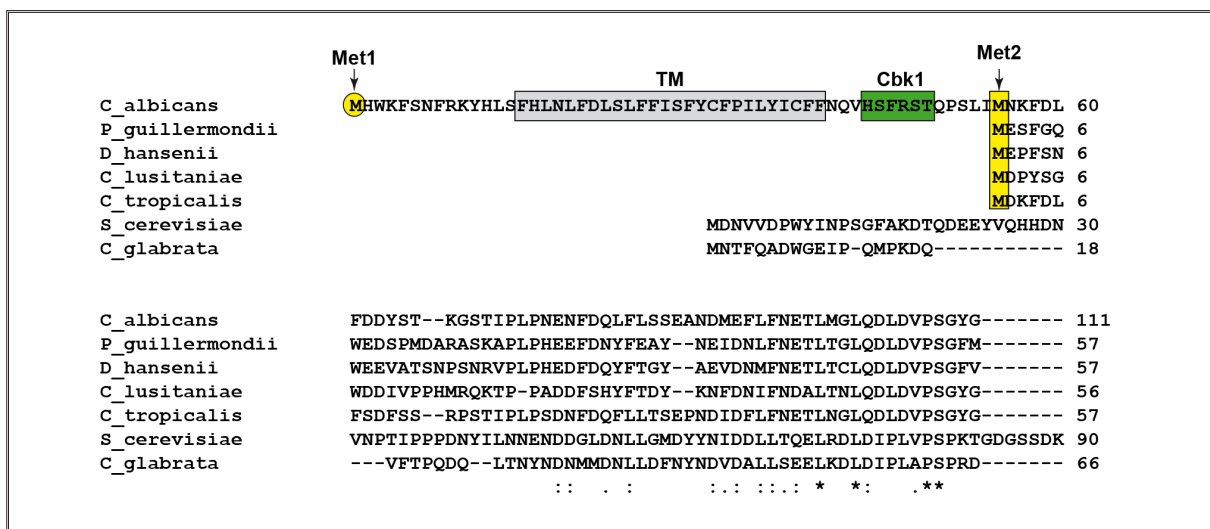 Met1 Met2
TM Cbk1
C_albicans MHWKFSNFRKYHLSFHLNLFDLSLFFISFYCFPILYICFFNQVHSFRSTQPSLIMNKFDL 60
P_guillermondii MESFGQ 6
D_hansenii MEPFSN 6
C_lusitaniae MDPYSG 6
C_tropicalis MDKFDL 6
S_cerevisiae MDNVVDPWYINPSGFAKDTQDEEYVQHHDN 30
C_glabrata MNTFQADWGEIP-QMPKDQ----------- 18
C_albicans FDDYST--KGSTIPLPNENFDQLFLSSEANDMEFLFNETLMGLQDLDVPSGYG------- 111
P_guillermondii WEDSPMDARASKAPLPHEEFDNYFEAY--NEIDNLFNETLTGLQDLTVPSGFM------- 57
D_hansenii WEEVATSNPSNRVPLPHEDFDQYFTGY--AEVDNMFNETLTCLQDLDVPSGFV------- 57
C_lusitaniae WDDIVPPHMRQKTP-PADDFSHYFTDY--KNFDNIFNDALTNLQDLDVPSGYG------- 56
C_tropicalis FSDFSS--RPSTIPLPSDNFDQFLLTSEPNDIDFLFNETLNGLQDLDVPSGYG------- 57
S_cerevisiae VNPTIPPPDNYILNNENDDGLDNLLGMDYYNIDDLLTQELRDLDIPLVPSPKTGDGSSDK 90
C_glabrata ---VFTPQDQ--LTNYNDNMMDNLLDFNYNDVDALLSEELKDLDIPLAPSPRD------- 66
:: . : :.: ::.: * *: .**